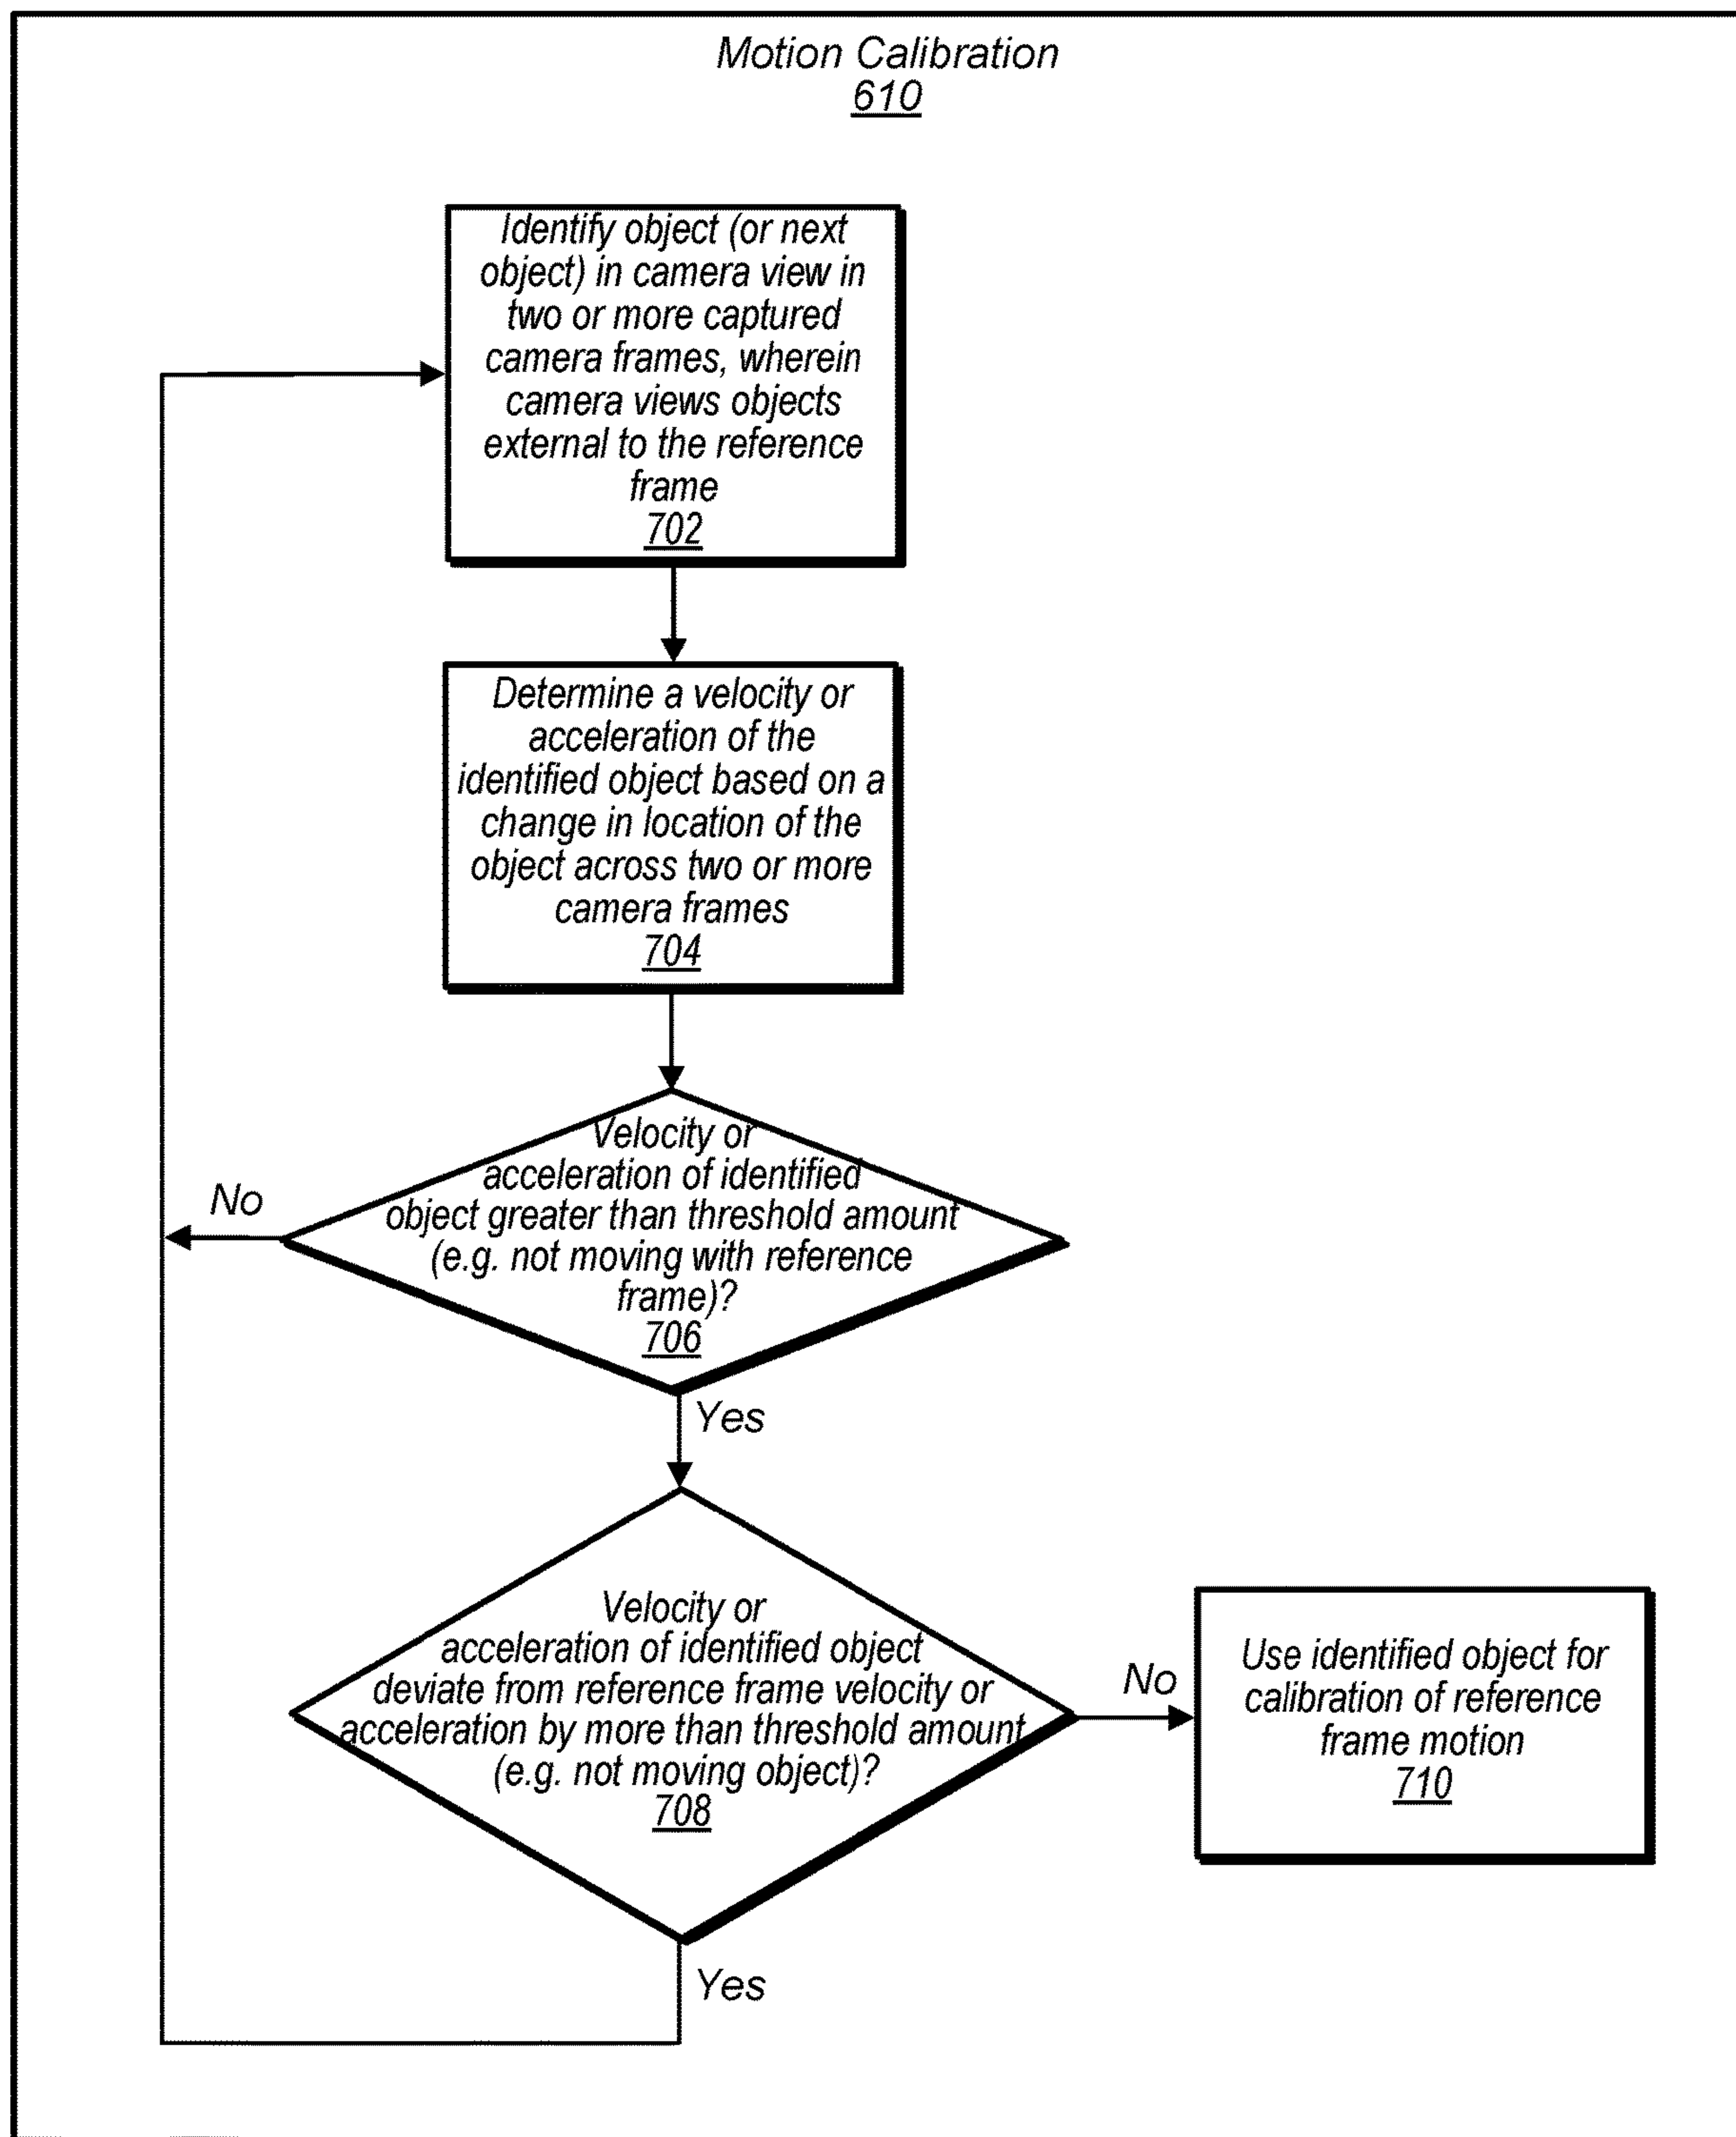 Motion Calibration
610
Identify object (or next
object) in camera view in
two or more captured
camera frames, wherein
camera views objects
external to the reference
frame
702
Determine a velocity or
acceleration of the
identified object based on a
change in location of the
object across two or more
camera frames
704
Velocity or
acceleration of identified
object greater than threshold amount
(e.g. not moving with reference
frame)?
706
No
Yes
Velocity or
acceleration of identified object
deviate from reference frame velocity or
acceleration by more than threshold amount
(e.g. not moving object)?
708
No
Use identified object for
calibration of reference
frame motion
710
Yes